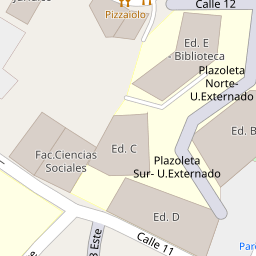 Calle 12
Pizzaiolo
Ed. E
- Biblioteca
Plazoleta
Norte-
U.Externado
Ed. B
Ed. C
Fac.Ciencias
Sociales
Plazoleta
Sur- U.Externado
Ed. D
Calle 11